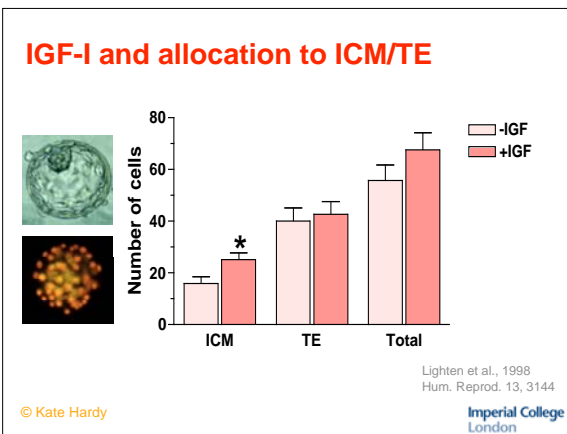 IGF-I and allocation to ICM/TE
80
60
40
20
0
Number of cells
*
ICM TE Total
-IGF
+IGF
Lighten et al., 1998
Hum. Reprod. 13, 3144
© Kate Hardy
Imperial College
London